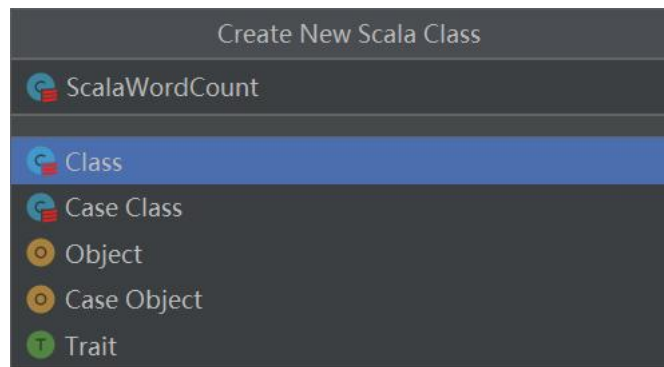 Create New Scala Class
ScalaWordCount
Class
Case Class
Object
Case Object
Trait